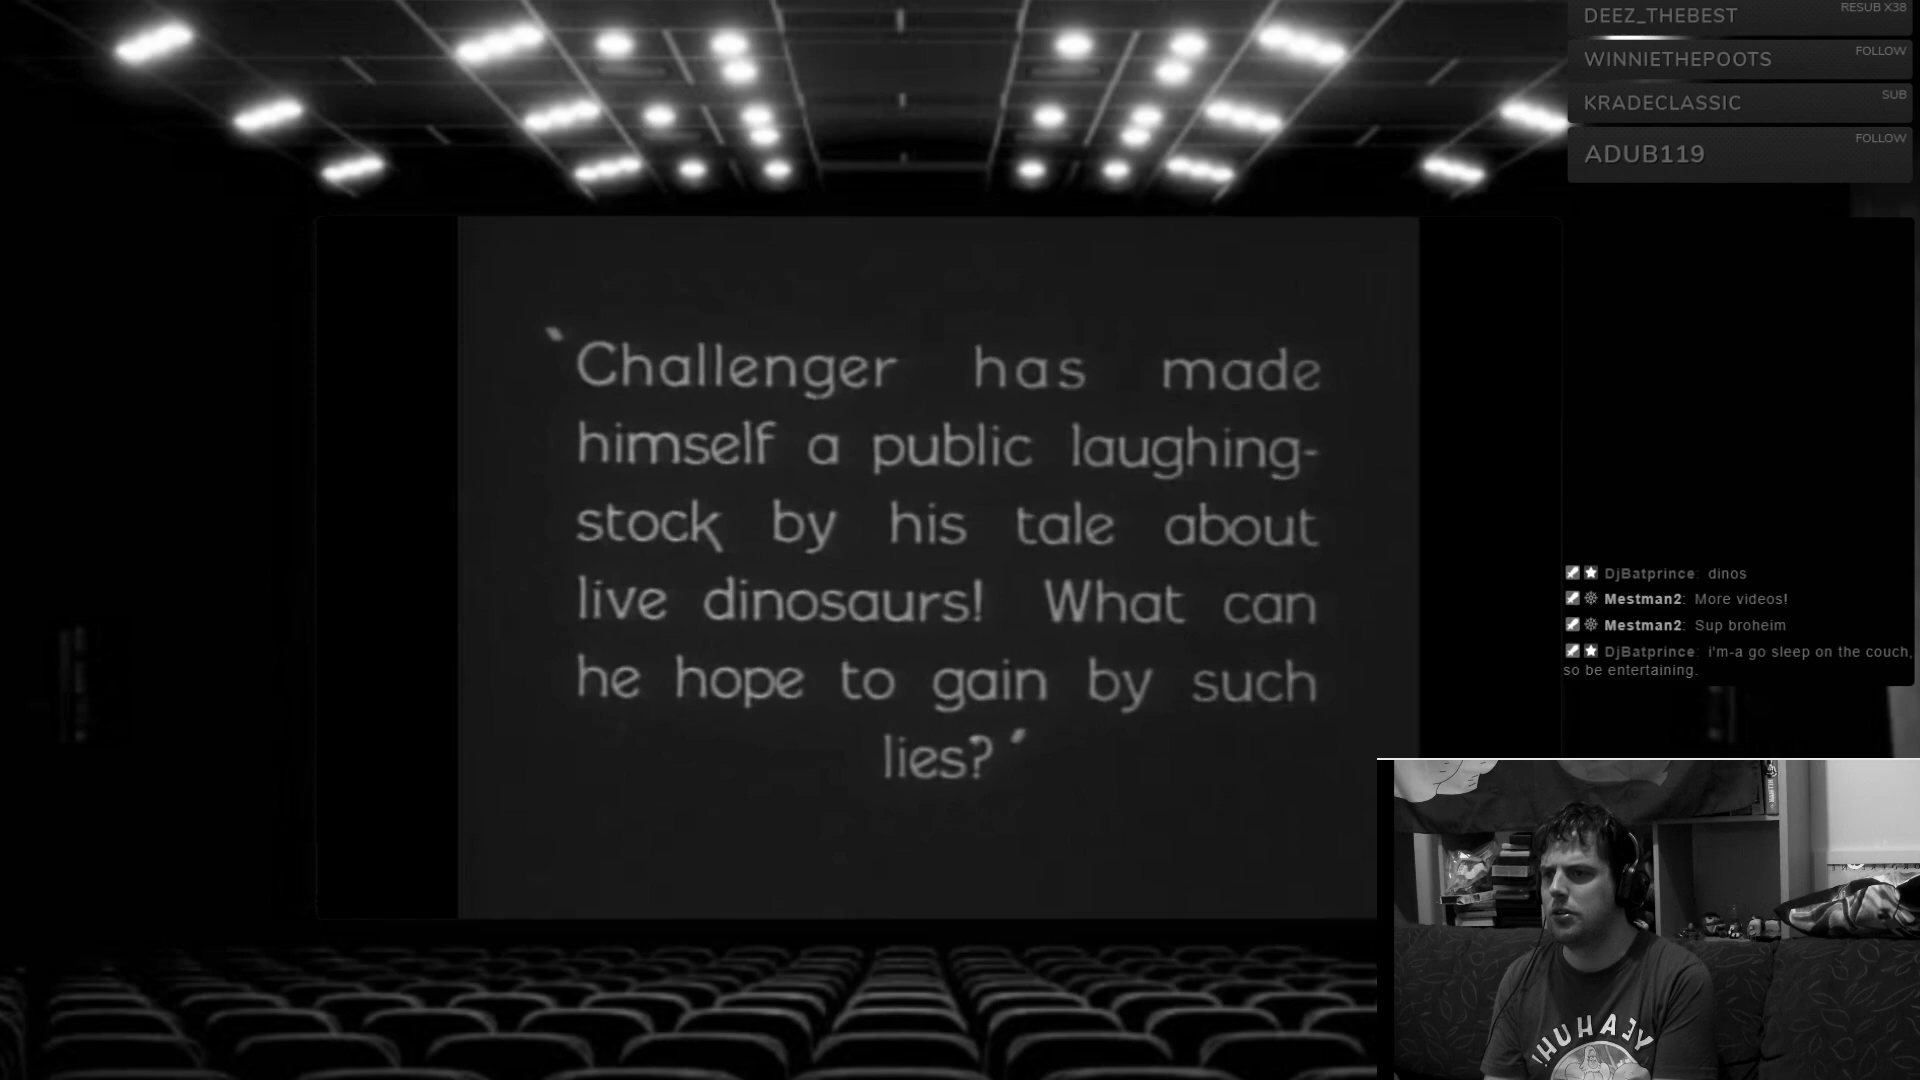 DEEZ_THEBEST RESUB X38
WINNIETHEPOOTS FOLLOW
KRADECLASSIC SUB
ADUB119 FOLLOW
‘Challenger has made
himself a public laughing-
stock by his tale about
live dinosaurs! What can
he hope to gain by such
lies?’
DjBatprince: dinos
Mestman2: More videos!
Mestman2: Sup broheim
DjBatprince: i'm-a go sleep on the couch,
so be entertaining.